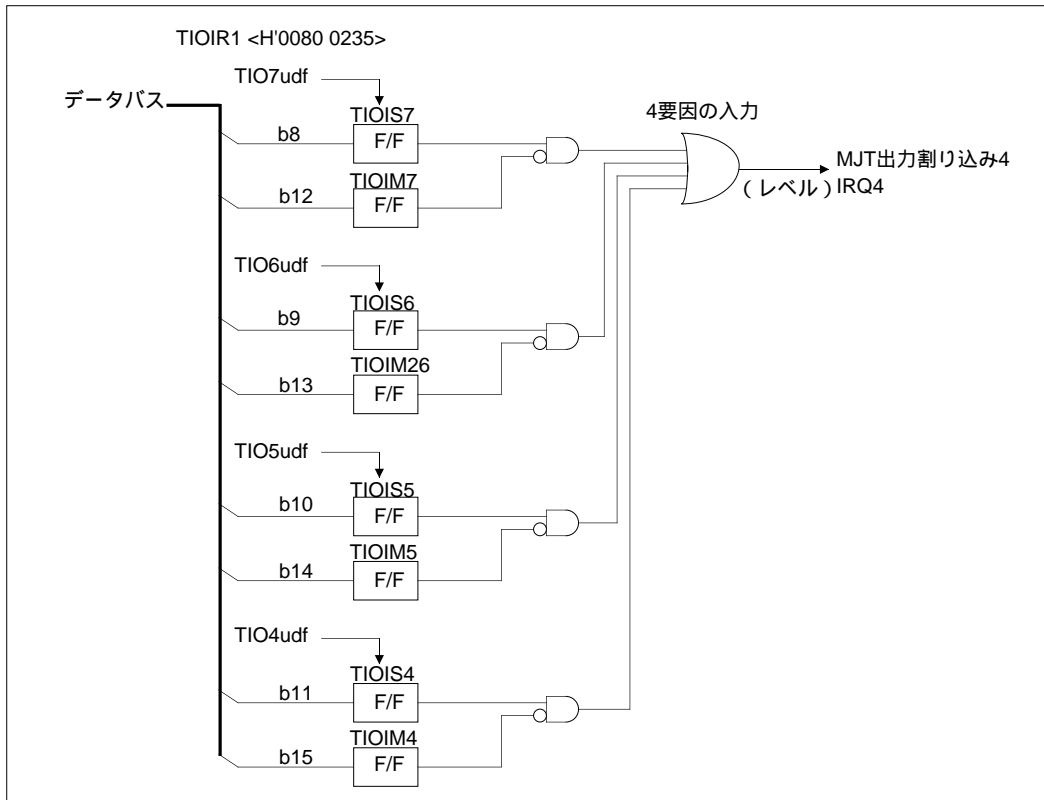 TIOIR1 <H'0080 0235>
TIO7udf
データバス
TIOIS7
4要因の入力
b8
F/F
MJT出力割り込み4
TIOIM7
(レベル) IRQ4
b12
F/F
TIO6udf
TIOIS6
b9
F/F
TIOIM26
b13
F/F
TIO5udf
TIOIS5
b10
F/F
TIOIM5
b14
F/F
TIO4udf
TIOIS4
b11
F/F
TIOIM4
b15
F/F